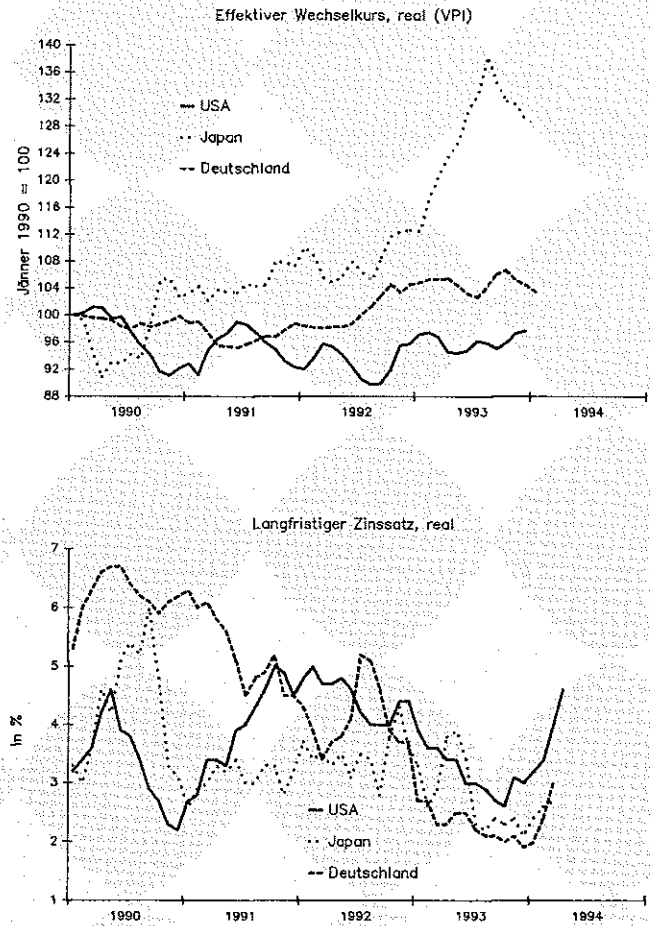 Effektiver Wechselkurs, real (VPI)
140
136
132
128
124
120
116
112
108
104
100
96
92
88
Jänner 1990 = 100
USA
Japan
Deutschland
1990 1991 1992 1993 1994
Langfristiger Zinssatz, real
7
6
5
4
3
2
1
In %
USA
Japan
Deutschland
1990 1991 1992 1993 1994